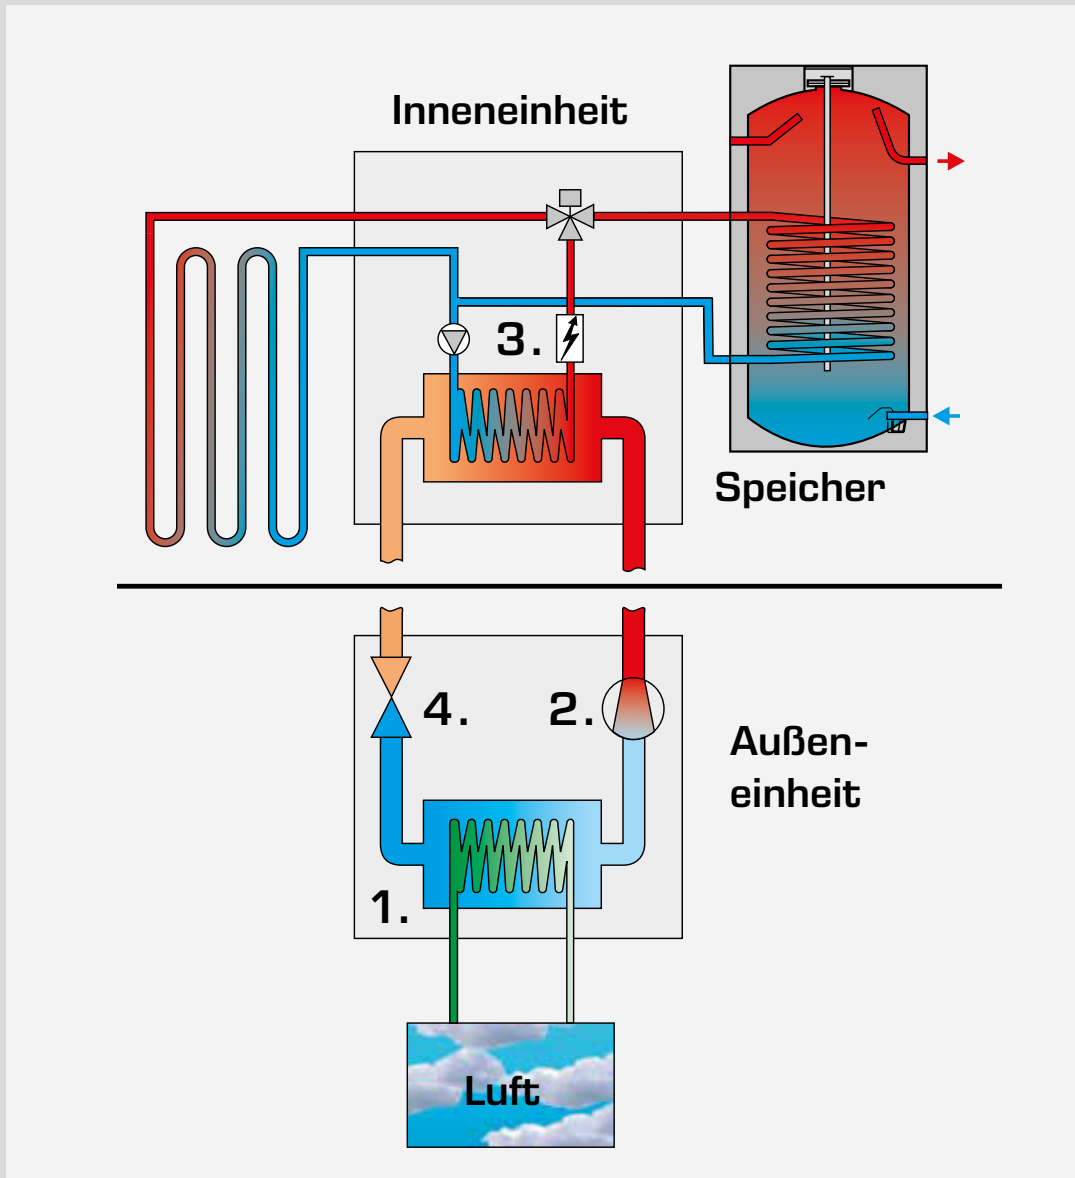 Inneneinheit
3.
Speicher
4.
2.
Außen-
einheit
1.
Luft